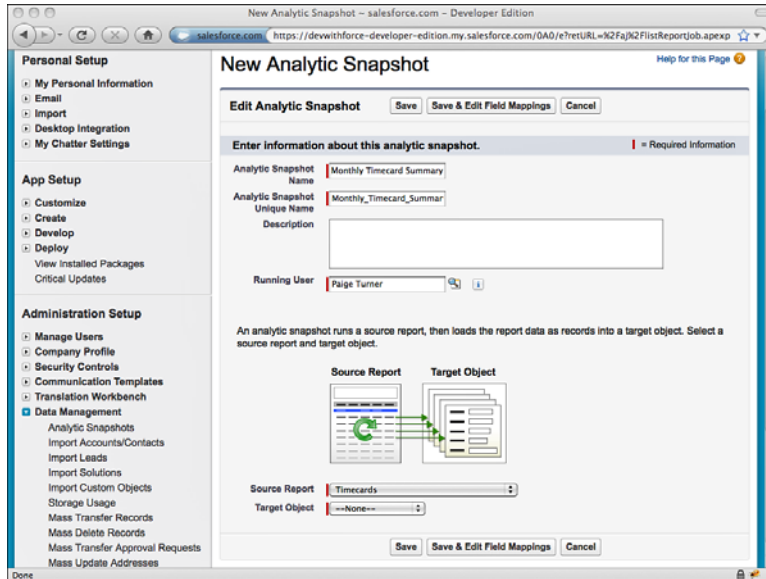 New Analytic Snapshot – salesforce.com – Developer Edition
salesforce.com https://devwithforce-developer-edition.my.salesforce.com/0A0/e?retURL=%2Faj%2FlistReportJob.apexp
Personal Setup
My Personal Information
Email
Import
Desktop Integration
My Chatter Settings
App Setup
Customize
Create
Develop
Deploy
View Installed Packages
Critical Updates
Administration Setup
Manage Users
Company Profile
Security Controls
Communication Templates
Translation Workbench
Data Management
Analytic Snapshots
Import Accounts/Contacts
Import Leads
Import Solutions
Import Custom Objects
Storage Usage
Mass Transfer Records
Mass Delete Records
Mass Transfer Approval Requests
Mass Update Addresses
New Analytic Snapshot
Help for this Page ?
Edit Analytic Snapshot Save Save & Edit Field Mappings Cancel
Enter information about this analytic snapshot. = Required Information
Analytic Snapshot Name Monthly Timecard Summary
Analytic Snapshot Unique Name Monthly_Timecard_Summar
Description
Running User Paige Turner i
An analytic snapshot runs a source report, then loads the report data as records into a target object. Select a
source report and target object.
Source Report Target Object
Source Report Timecards
Target Object --None--
Save Save & Edit Field Mappings Cancel
Done